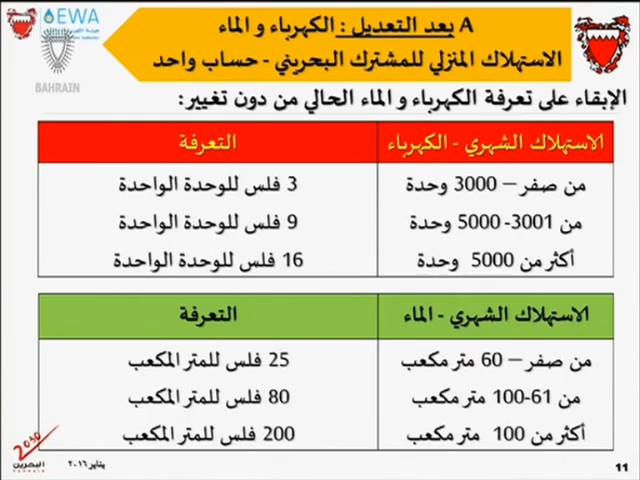 EWA
BAHRAIN
A بعد التعديل : الكهرباء و الماء
الاستهلاك المنزلي للمشترك البحريني - حساب واحد
الإبقاء على تعرفة الكهرباء و الماء الحالي من دون تغيير:
الاستهلاك الشهري - الكهرباء التعرفة
من صفر – 3000 وحدة 3 فلس للوحدة الواحدة
من 3001- 5000 وحدة 9 فلس للوحدة الواحدة
أكثر من 5000 وحدة 16 فلس للوحدة الواحدة
الاستهلاك الشهري - الماء التعرفة
من صفر – 60 متر مكعب 25 فلس للمتر المكعب
من 61-100 متر مكعب 80 فلس للمتر المكعب
أكثر من 100 متر مكعب 200 فلس للمتر المكعب
2030
البحرين
BAHRAIN
يناير ٢٠١٦
11